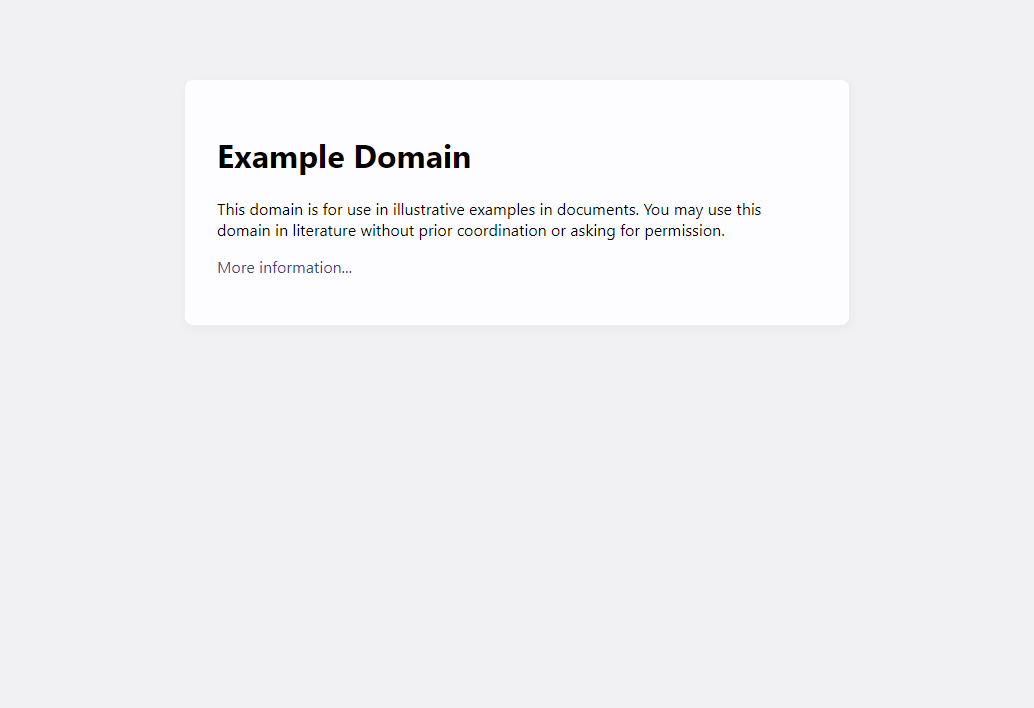 Example Domain
This domain is for use in illustrative examples in documents. You may use this
domain in literature without prior coordination or asking for permission.
More information...